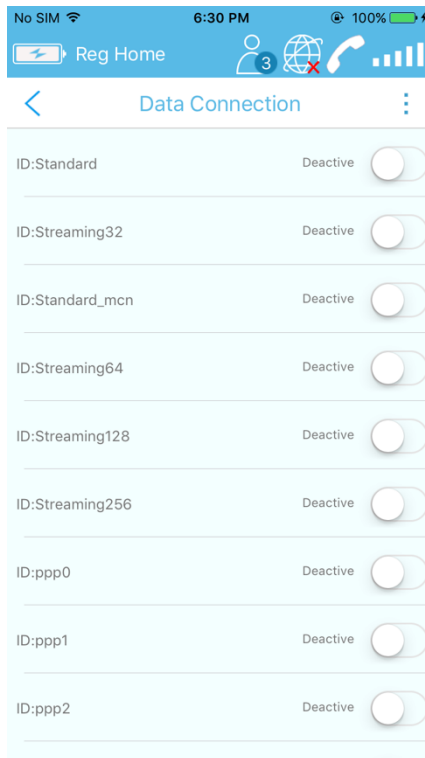 No SIM 6:30 PM 100%
Reg Home 3
Data Connection
ID:Standard Deactive
ID:Streaming32 Deactive
ID:Standard_mcn Deactive
ID:Streaming64 Deactive
ID:Streaming128 Deactive
ID:Streaming256 Deactive
ID:ppp0 Deactive
ID:ppp1 Deactive
ID:ppp2 Deactive